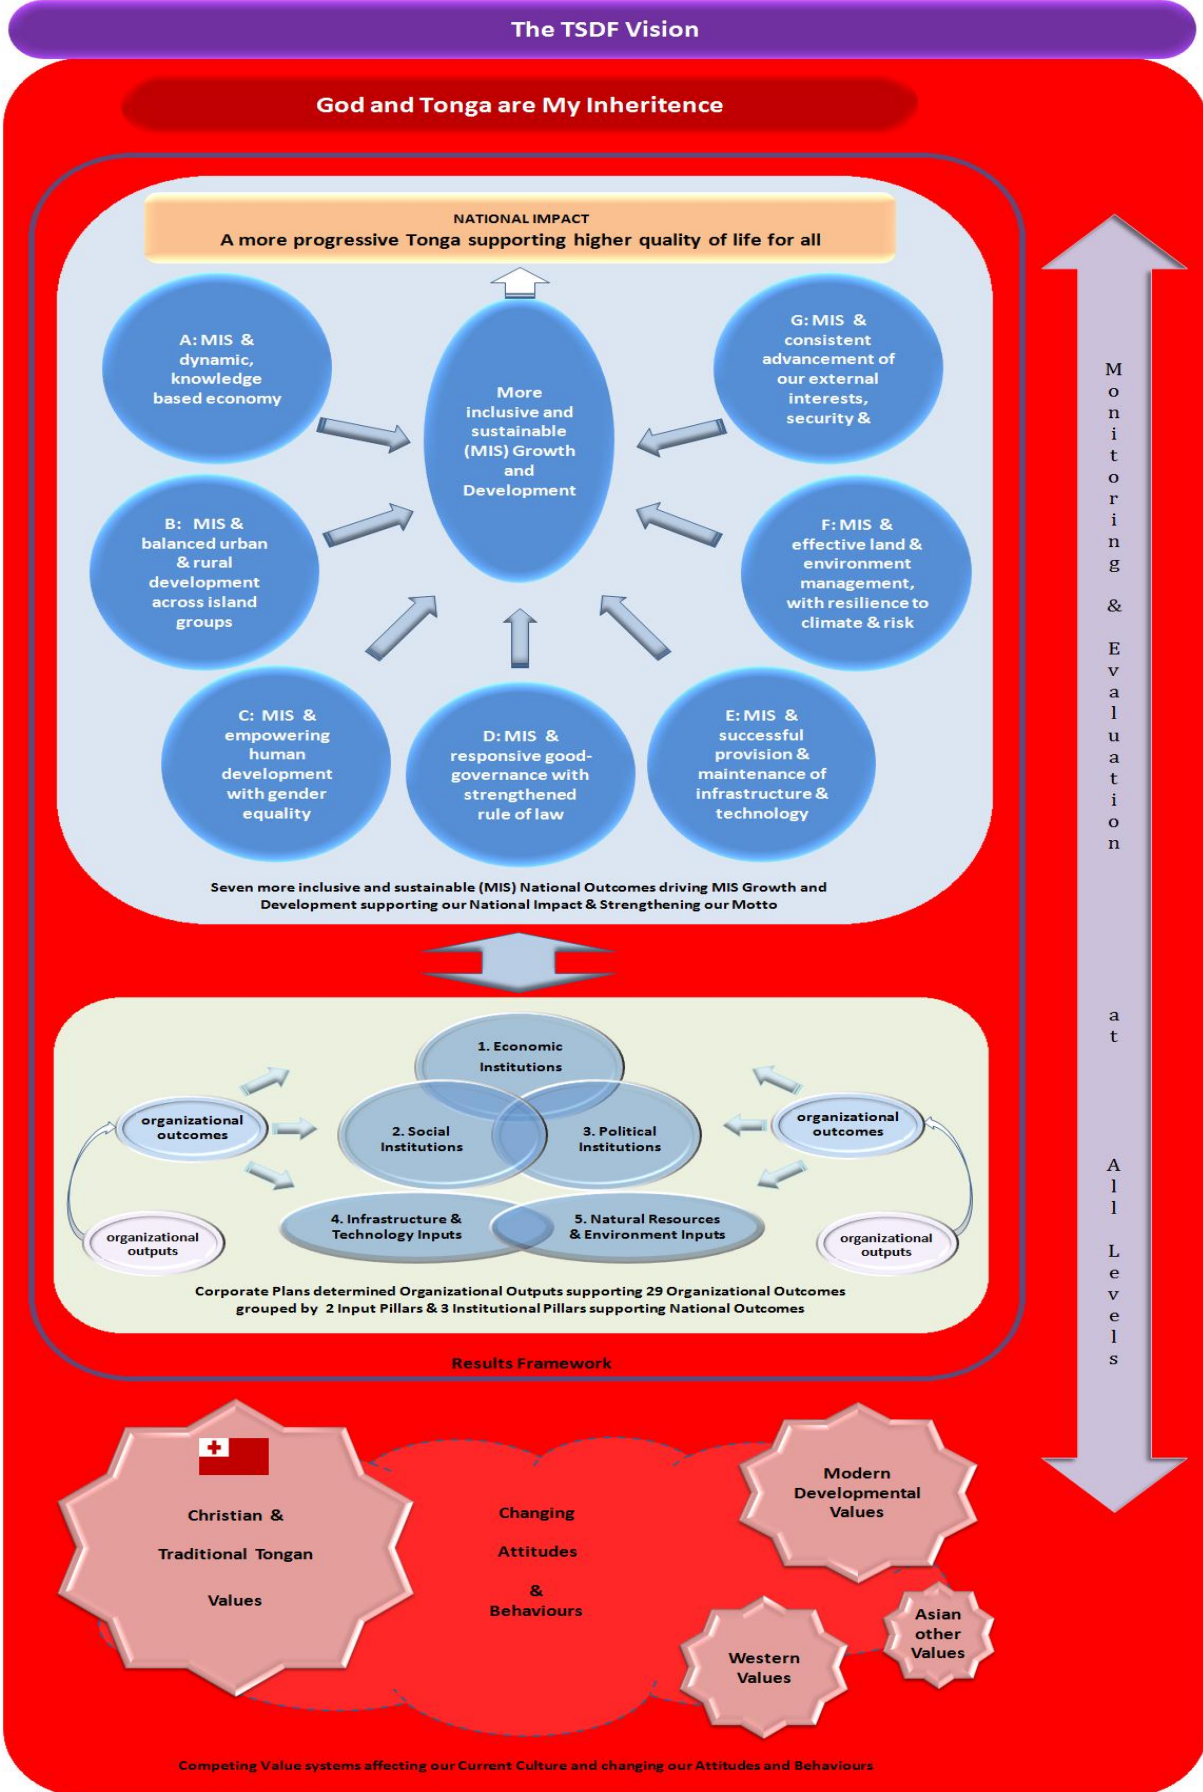 The TSDF Vision
God and Tonga are My Inheritence
NATIONAL IMPACT
A more progressive Tonga supporting higher quality of life for all
A: MIS &
dynamic,
knowledge
based economy
More
inclusive and
sustainable
(MIS) Growth
and
Development
G: MIS &
consistent
advancement of
our external
interests,
security &
B: MIS &
balanced urban
& rural
development
across island
groups
F: MIS &
effective land &
environment
management,
with resilience to
climate & risk
C: MIS &
empowering
human
development
with gender
equality
D: MIS &
responsive good-
governance with
strengthened
rule of law
E: MIS &
successful
provision &
maintenance of
infrastructure &
technology
Seven more inclusive and sustainable (MIS) National Outcomes driving MIS Growth and
Development supporting our National Impact & Strengthening our Motto
1. Economic
Institutions
organizational
outcomes
2. Social
Institutions
3. Political
Institutions
organizational
outcomes
organizational
outputs
4. Infrastructure &
Technology Inputs
5. Natural Resources
& Environment Inputs
organizational
outputs
Corporate Plans determined Organizational Outputs supporting 29 Organizational Outcomes
grouped by 2 Input Pillars & 3 Institutional Pillars supporting National Outcomes
Results Framework
Monitoring & Evaluation at All Levels
Christian &
Traditional Tongan
Values
Changing
Attitudes
&
Behaviours
Modern
Developmental
Values
Western
Values
Asian
other
Values
Competing Value systems affecting our Current Culture and changing our Attitudes and Behaviours